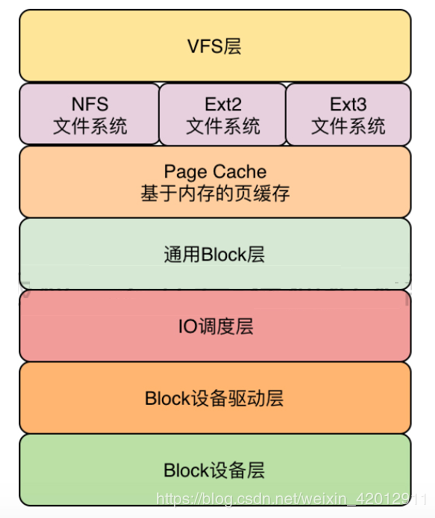 VFS层
NFS
文件系统
Ext2
文件系统
Ext3
文件系统
Page Cache
基于内存的页缓存
通用Block层
IO调度层
Block设备驱动层
Block设备层
https://blog.csdn.net/weixin_42012911